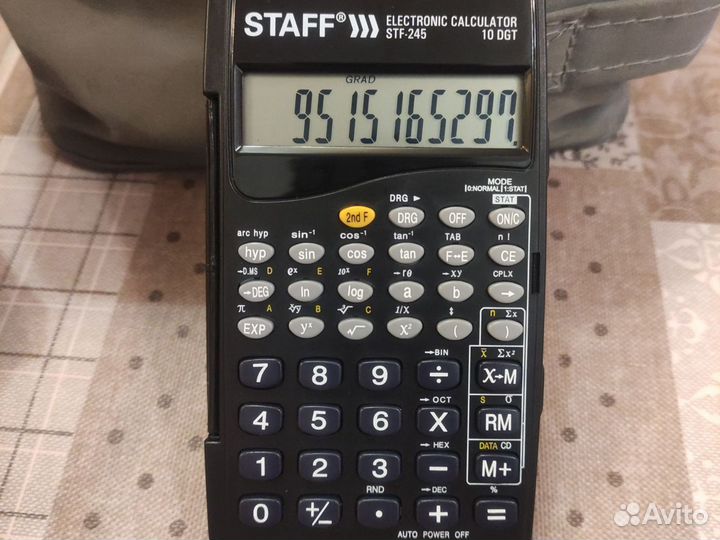 STAFF® ELECTRONIC CALCULATOR
STF-245 10 DGT
GRAD
9515165297.
MODE
[0:NORMAL][1:STAT]
DRG ► STAT
2nd F DRG OFF ON/C
arc hyp sin⁻¹ cos⁻¹ tan⁻¹ TAB n !
hyp sin cos tan F↔E CE
→D.MS D eˣ E 10ˣ F →rθ →xy CPLX
→DEG ln log a b →
π A ˣ√y B ³√ C 1/X ↕ n Σx
EXP yˣ √ X² ( )
→BIN x̄ Σx²
7 8 9 ÷ X→M
→OCT S σ
4 5 6 X RM
→HEX DATA CD
1 2 3 − M+
RND →DEC %
0 +/− · + =
AUTO POWER OFF
Avito